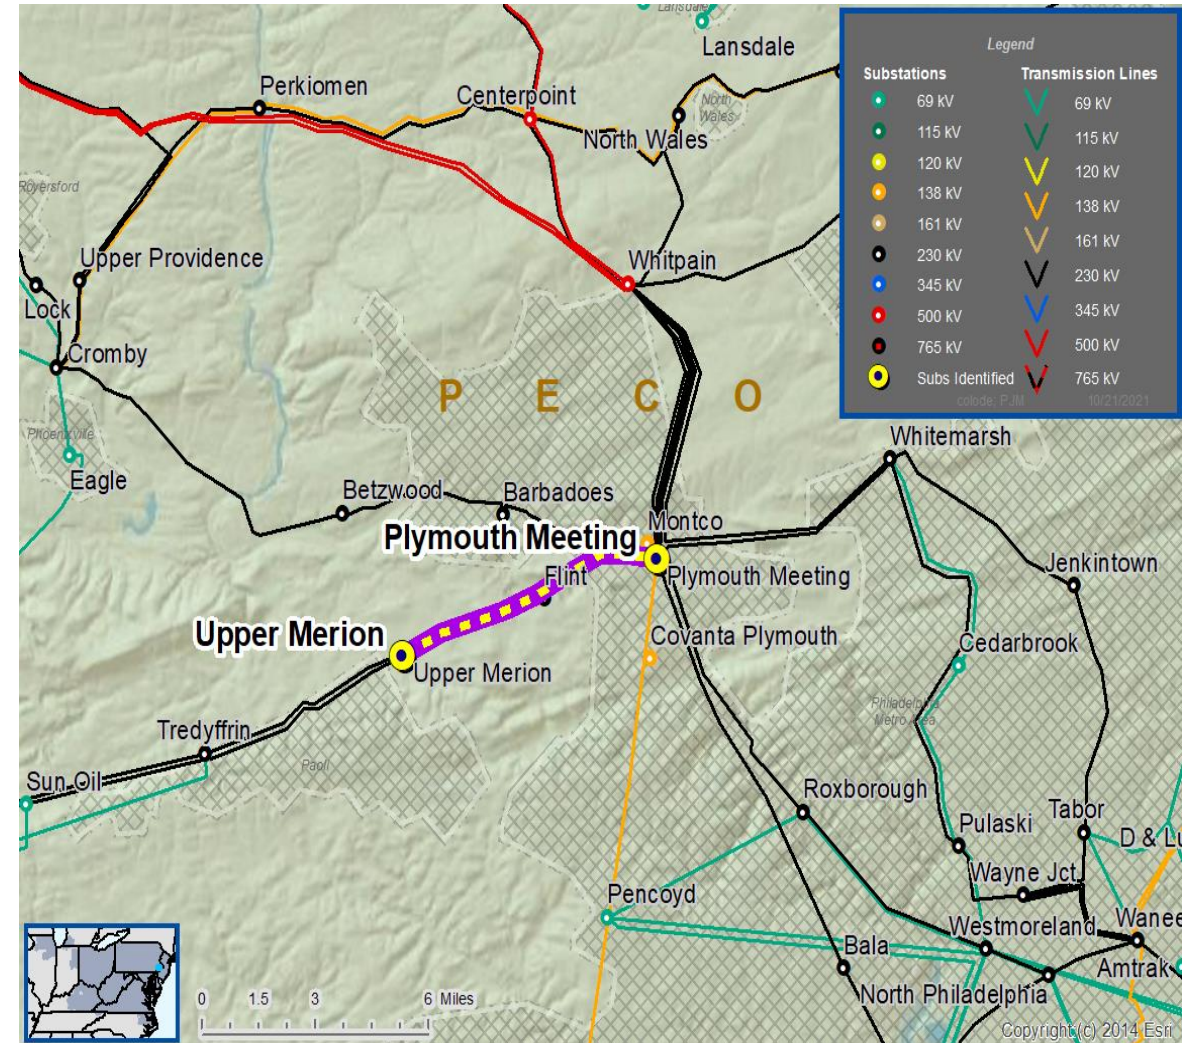 Lansdale
Lansdale
Perkiomen
Centerpoint
North
Wales
North Wales
Royersford
Upper Providence
Whitpain
Lock
Cromby
P E C O
Phoenixville
Eagle
Whitemarsh
Betzwood
Barbadoes
Montco
Plymouth Meeting
Plymouth Meeting
Flint
Jenkintown
Upper Merion
Upper Merion
Covanta Plymouth
Cedarbrook
Philadelphia
Metro Area
Tredyffrin
Paoli
Sun Oil
Roxborough
Tabor
Pulaski
D & Lu
Wayne Jct
Pencoyd
Westmoreland
Wanee
Bala
Amtrak
North Philadelphia
0 1.5 3 6 Miles
Copyright:(c) 2014 Esri
Legend
Substations
69 kV
115 kV
120 kV
138 kV
161 kV
230 kV
345 kV
500 kV
765 kV
Subs Identified
Transmission Lines
69 kV
115 kV
120 kV
138 kV
161 kV
230 kV
345 kV
500 kV
765 kV
colode: PJM 10/21/2021